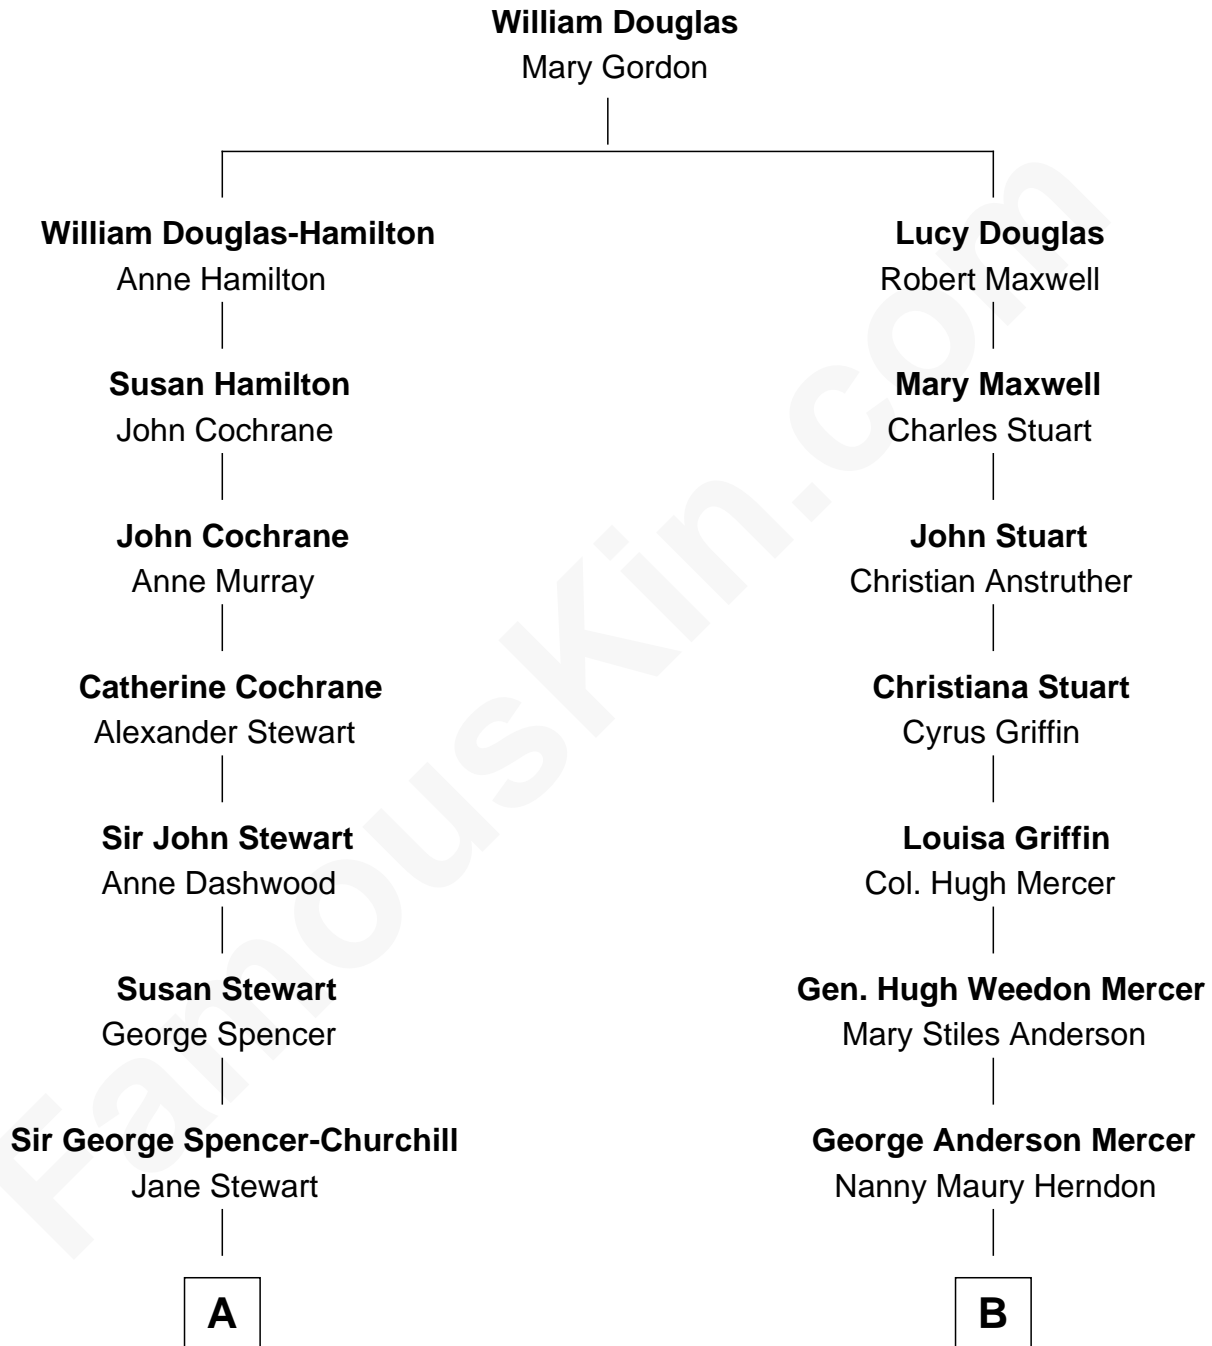 William Douglas
Mary Gordon
William Douglas-Hamilton
Anne Hamilton
Lucy Douglas
Robert Maxwell
Susan Hamilton
John Cochrane
Mary Maxwell
Charles Stuart
John Cochrane
Anne Murray
John Stuart
Christian Anstruther
Catherine Cochrane
Alexander Stewart
Christiana Stuart
Cyrus Griffin
Sir John Stewart
Anne Dashwood
Louisa Griffin
Col. Hugh Mercer
Susan Stewart
George Spencer
Gen. Hugh Weedon Mercer
Mary Stiles Anderson
Sir George Spencer-Churchill
Jane Stewart
George Anderson Mercer
Nanny Maury Herndon
A
B
FamousKin.com